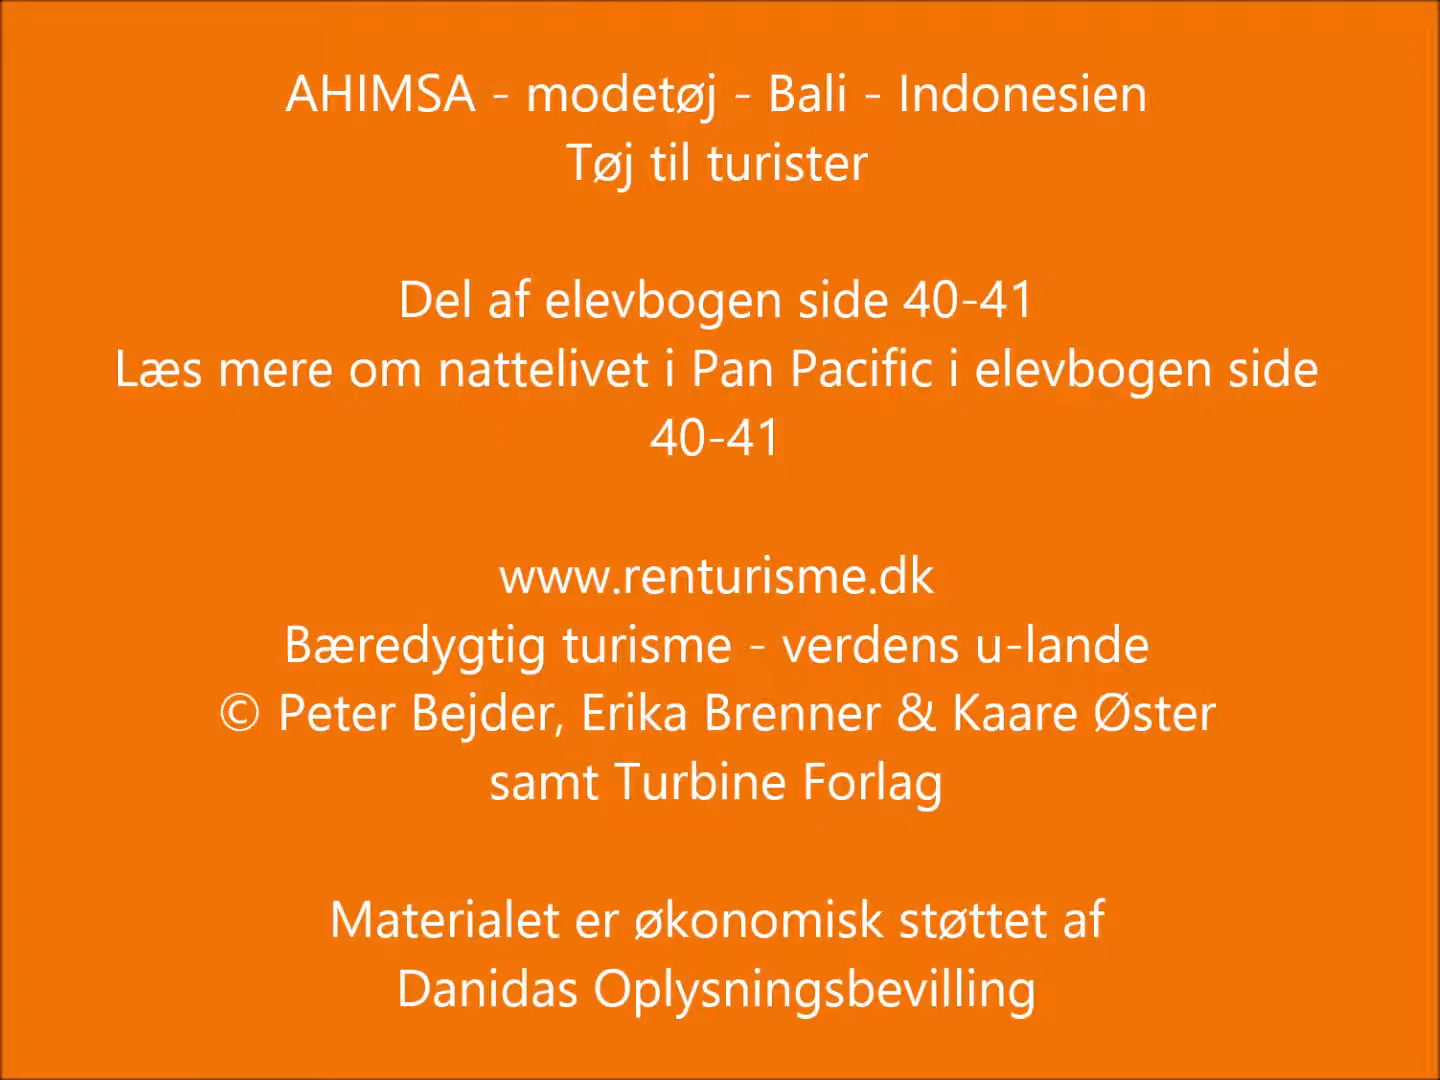 AHIMSA - modetøj - Bali - Indonesien
Tøj til turister
Del af elevbogen side 40-41
Læs mere om nattelivet i Pan Pacific i elevbogen side
40-41
www.renturisme.dk
Bæredygtig turisme - verdens u-lande
© Peter Bejder, Erika Brenner & Kaare Øster
samt Turbine Forlag
Materialet er økonomisk støttet af
Danidas Oplysningsbevilling